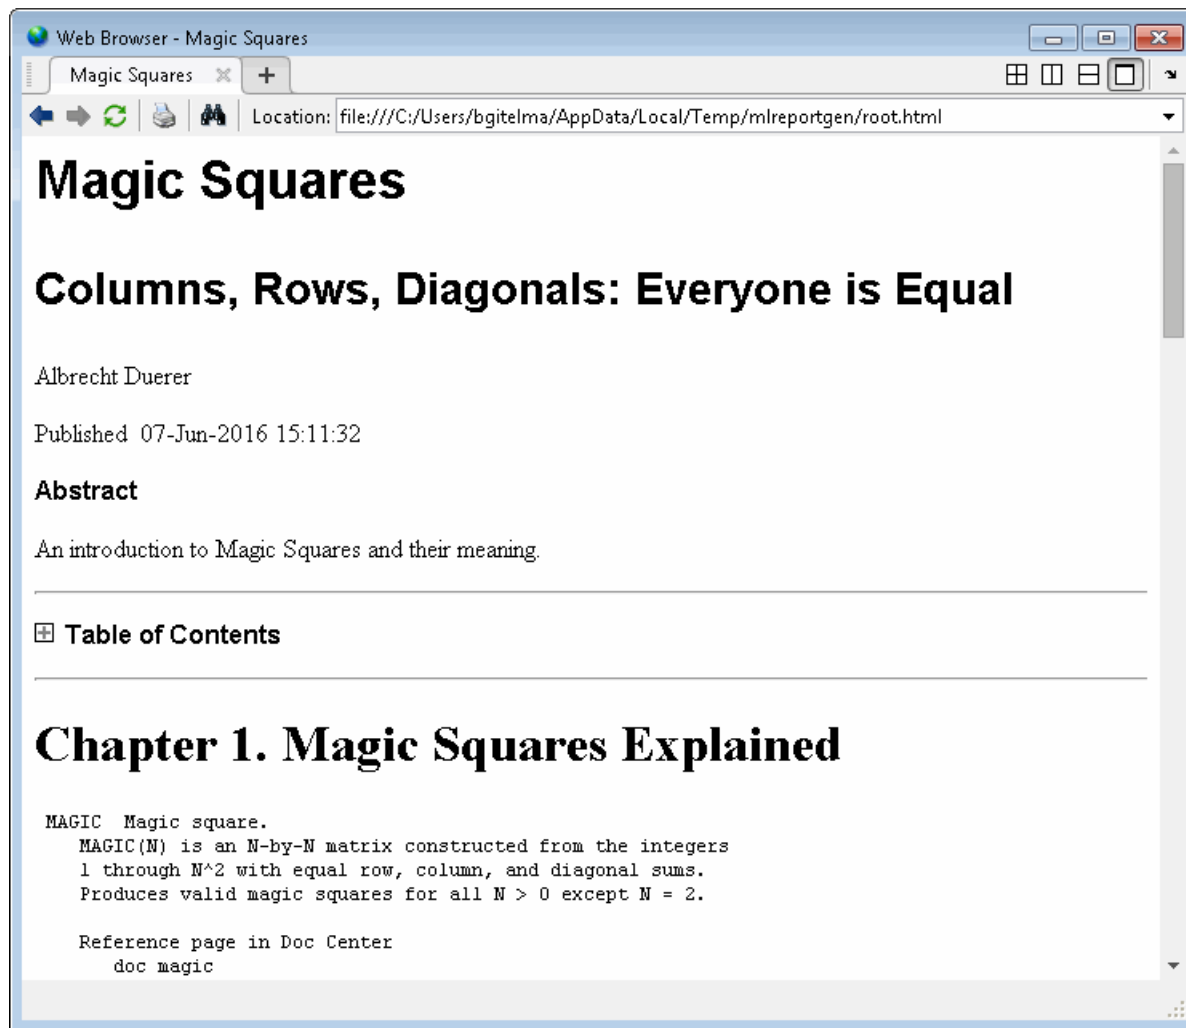 Web Browser - Magic Squares
Magic Squares
Location: file:///C:/Users/bgitelma/AppData/Local/Temp/mlreportgen/root.html
Magic Squares
Columns, Rows, Diagonals: Everyone is Equal
Albrecht Duerer
Published 07-Jun-2016 15:11:32
Abstract
An introduction to Magic Squares and their meaning.
Table of Contents
Chapter 1. Magic Squares Explained
MAGIC  Magic square.
MAGIC(N) is an N-by-N matrix constructed from the integers
1 through N^2 with equal row, column, and diagonal sums.
Produces valid magic squares for all N > 0 except N = 2.
Reference page in Doc Center
doc magic